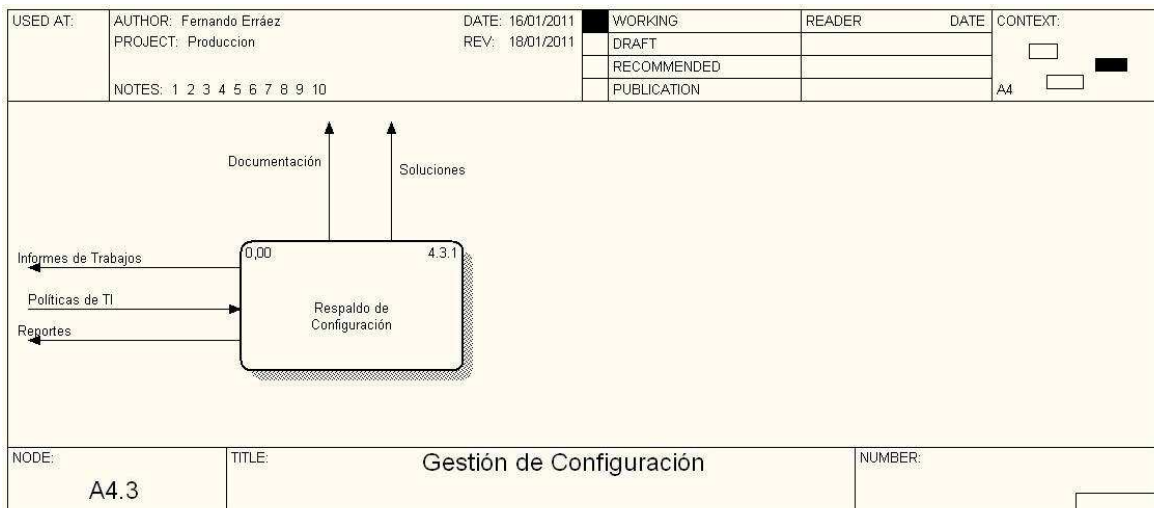 USED AT:
AUTHOR: Fernando Erráez
DATE: 16/01/2011
PROJECT: Produccion
REV: 18/01/2011
NOTES: 1 2 3 4 5 6 7 8 9 10
WORKING
DRAFT
RECOMMENDED
PUBLICATION
READER
DATE
CONTEXT:
A4
Documentación
Soluciones
Informes de Trabajos
Políticas de TI
Reportes
0,00
4.3.1
Respaldo de
Configuración
NODE:
A4.3
TITLE:
Gestión de Configuración
NUMBER: